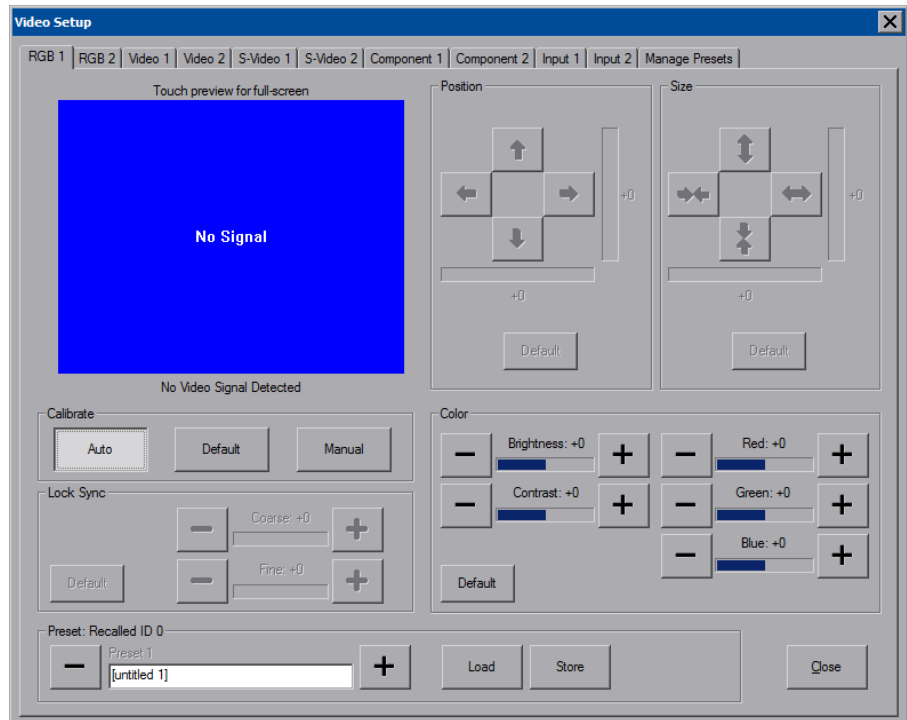 Video Setup
RGB 1 RGB 2 Video 1 Video 2 S-Video 1 S-Video 2 Component 1 Component 2 Input 1 Input 2 Manage Presets
Touch preview for full-screen
No Signal
No Video Signal Detected
Position
+0
+0
Default
Size
+0
+0
Default
Calibrate
Auto Default Manual
Lock Sync
Coarse: +0
Fine: +0
Default
Color
Brightness: +0 Red: +0
Contrast: +0 Green: +0
Blue: +0
Default
Preset: Recalled ID 0
Preset 1
[untitled 1]
Load Store Close